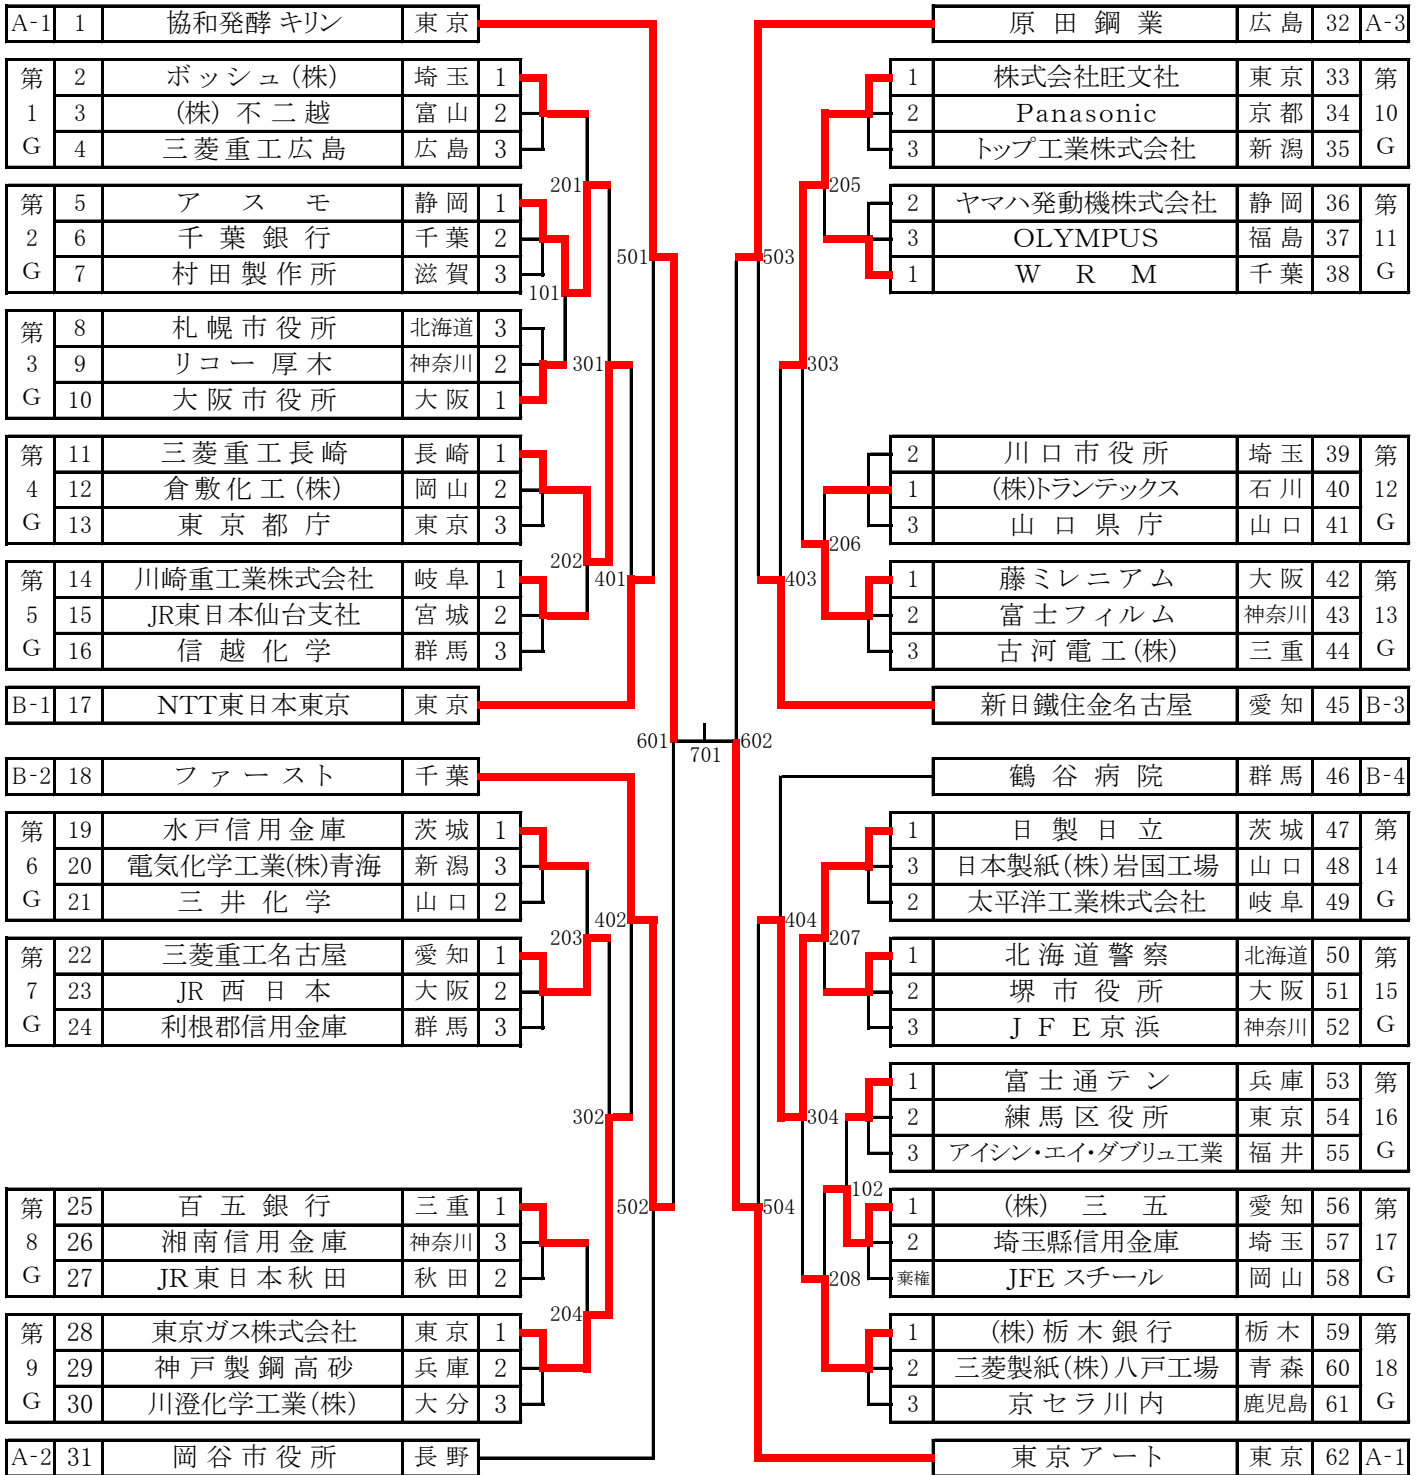 A-1 1 協和発酵キリン 東京
第1G
2 ボッシュ(株) 埼玉 1
3 (株)不二越 富山 2
4 三菱重工広島 広島 3
第2G
5 アスモ 静岡 1
6 千葉銀行 千葉 2
7 村田製作所 滋賀 3
第3G
8 札幌市役所 北海道 3
9 リコー厚木 神奈川 2
10 大阪市役所 大阪 1
第4G
11 三菱重工長崎 長崎 1
12 倉敷化工(株) 岡山 2
13 東京都庁 東京 3
第5G
14 川崎重工業株式会社 岐阜 1
15 JR東日本仙台支社 宮城 2
16 信越化学 群馬 3
B-1 17 NTT東日本東京 東京
B-2 18 ファースト 千葉
第6G
19 水戸信用金庫 茨城 1
20 電気化学工業(株)青海 新潟 3
21 三井化学 山口 2
第7G
22 三菱重工名古屋 愛知 1
23 JR西日本 大阪 2
24 利根郡信用金庫 群馬 3
第8G
25 百五銀行 三重 1
26 湘南信用金庫 神奈川 3
27 JR東日本秋田 秋田 2
第9G
28 東京ガス株式会社 東京 1
29 神戸製鋼高砂 兵庫 2
30 川澄化学工業(株) 大分 3
A-2 31 岡谷市役所 長野
201
101
301
202
401
501
601
701
602
402
203
302
502
204
503
205
303
206
403
404
207
304
102
504
208
原田鋼業 広島 32 A-3
1 株式会社旺文社 東京 33
2 Panasonic 京都 34
3 トップ工業株式会社 新潟 35
第10G
2 ヤマハ発動機株式会社 静岡 36
3 OLYMPUS 福島 37
1 WRM 千葉 38
第11G
2 川口市役所 埼玉 39
1 (株)トランテックス 石川 40
3 山口県庁 山口 41
第12G
1 藤ミレニアム 大阪 42
2 富士フィルム 神奈川 43
3 古河電工(株) 三重 44
第13G
新日鐵住金名古屋 愛知 45 B-3
鶴谷病院 群馬 46 B-4
1 日製日立 茨城 47
3 日本製紙(株)岩国工場 山口 48
2 太平洋工業株式会社 岐阜 49
第14G
1 北海道警察 北海道 50
2 堺市役所 大阪 51
3 JFE京浜 神奈川 52
第15G
1 富士通テン 兵庫 53
2 練馬区役所 東京 54
3 アイシン・エイ・ダブリュ工業 福井 55
第16G
1 (株)三五 愛知 56
2 埼玉縣信用金庫 埼玉 57
棄権 JFEスチール 岡山 58
第17G
1 (株)栃木銀行 栃木 59
2 三菱製紙(株)八戸工場 青森 60
3 京セラ川内 鹿児島 61
第18G
東京アート 東京 62 A-1